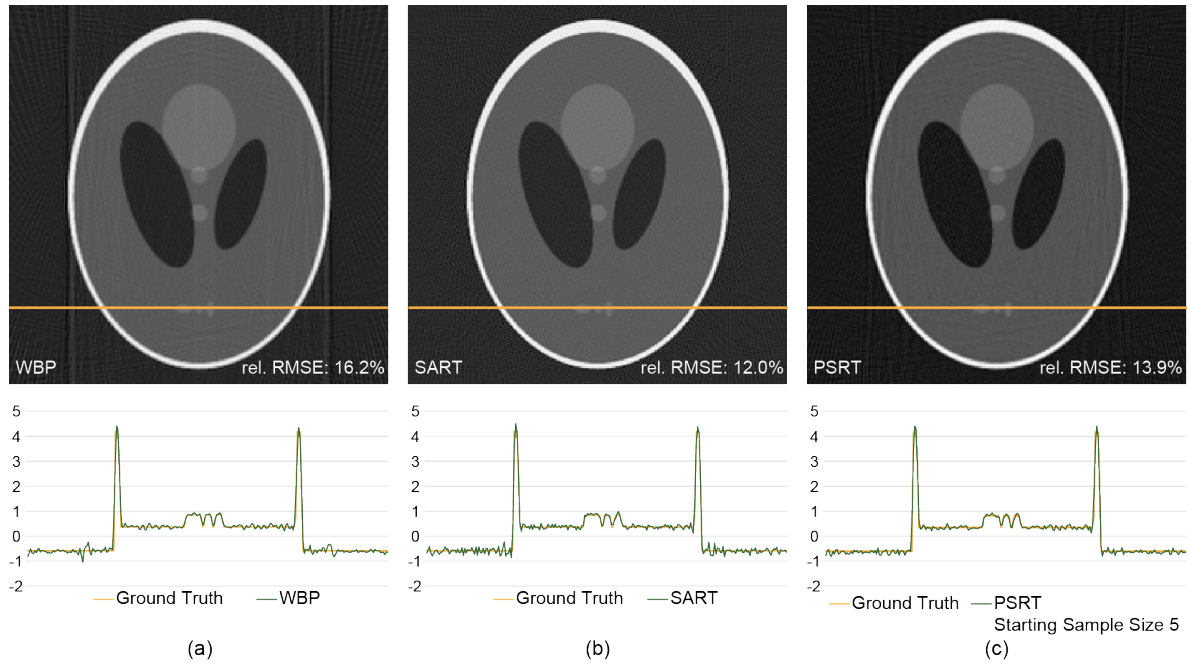 WBP rel. RMSE: 16.2%
SART rel. RMSE: 12.0%
PSRT rel. RMSE: 13.9%
5
4
3
2
1
0
-1
-2
Ground Truth WBP
(a)
5
4
3
2
1
0
-1
-2
Ground Truth SART
(b)
5
4
3
2
1
0
-1
-2
Ground Truth PSRT
Starting Sample Size 5
(c)